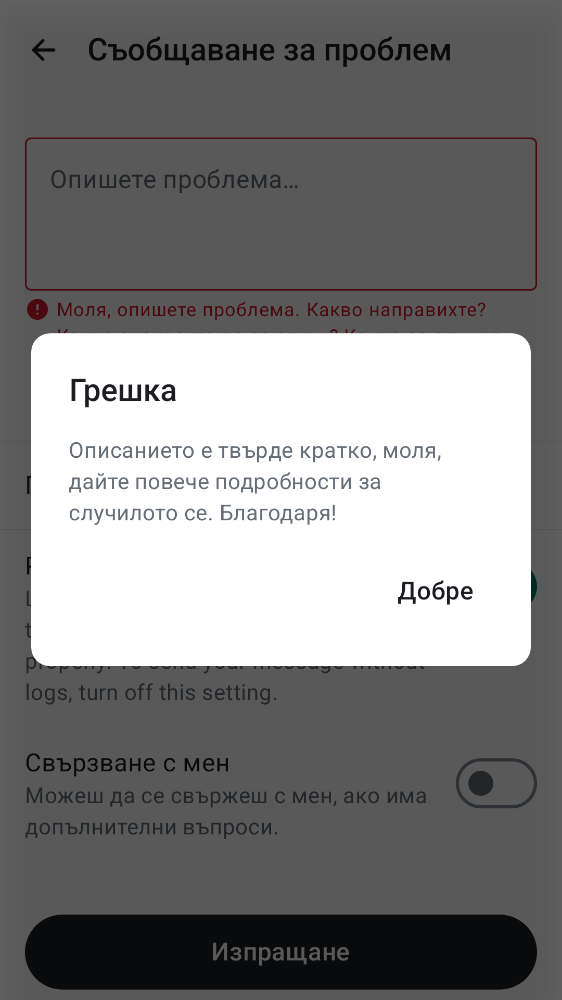 Съобщаване за проблем
Опишете проблема…
Моля, опишете проблема. Какво направихте?
Грешка
Описанието е твърде кратко, моля,
дайте повече подробности за
случилото се. Благодаря!
Добре
logs, turn off this setting.
Свързване с мен
Можеш да се свържеш с мен, ако има
допълнителни въпроси.
Изпращане